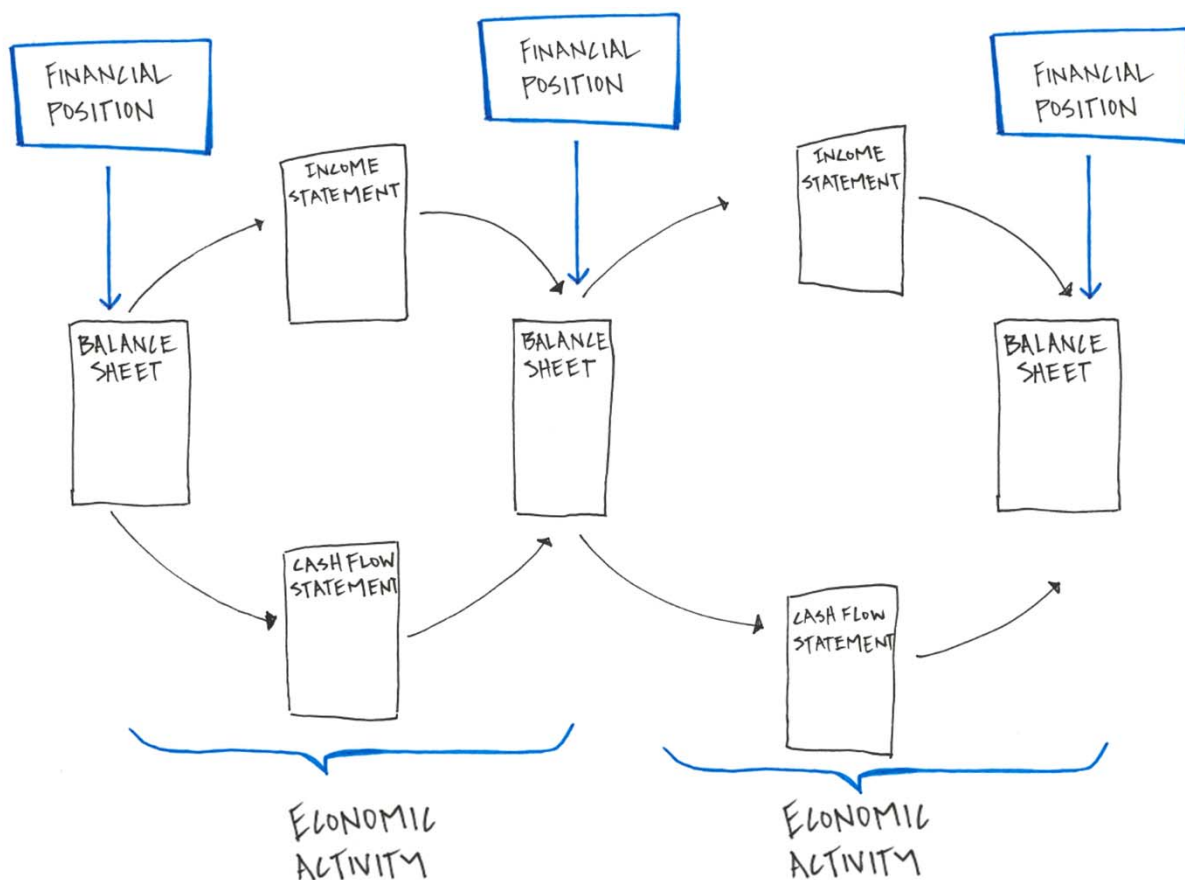 FINANCIAL
POSITION
FINANCIAL
POSITION
FINANCIAL
POSITION
INCOME
STATEMENT
INCOME
STATEMENT
BALANCE
SHEET
BALANCE
SHEET
BALANCE
SHEET
CASH FLOW
STATEMENT
CASH FLOW
STATEMENT
ECONOMIC
ACTIVITY
ECONOMIC
ACTIVITY